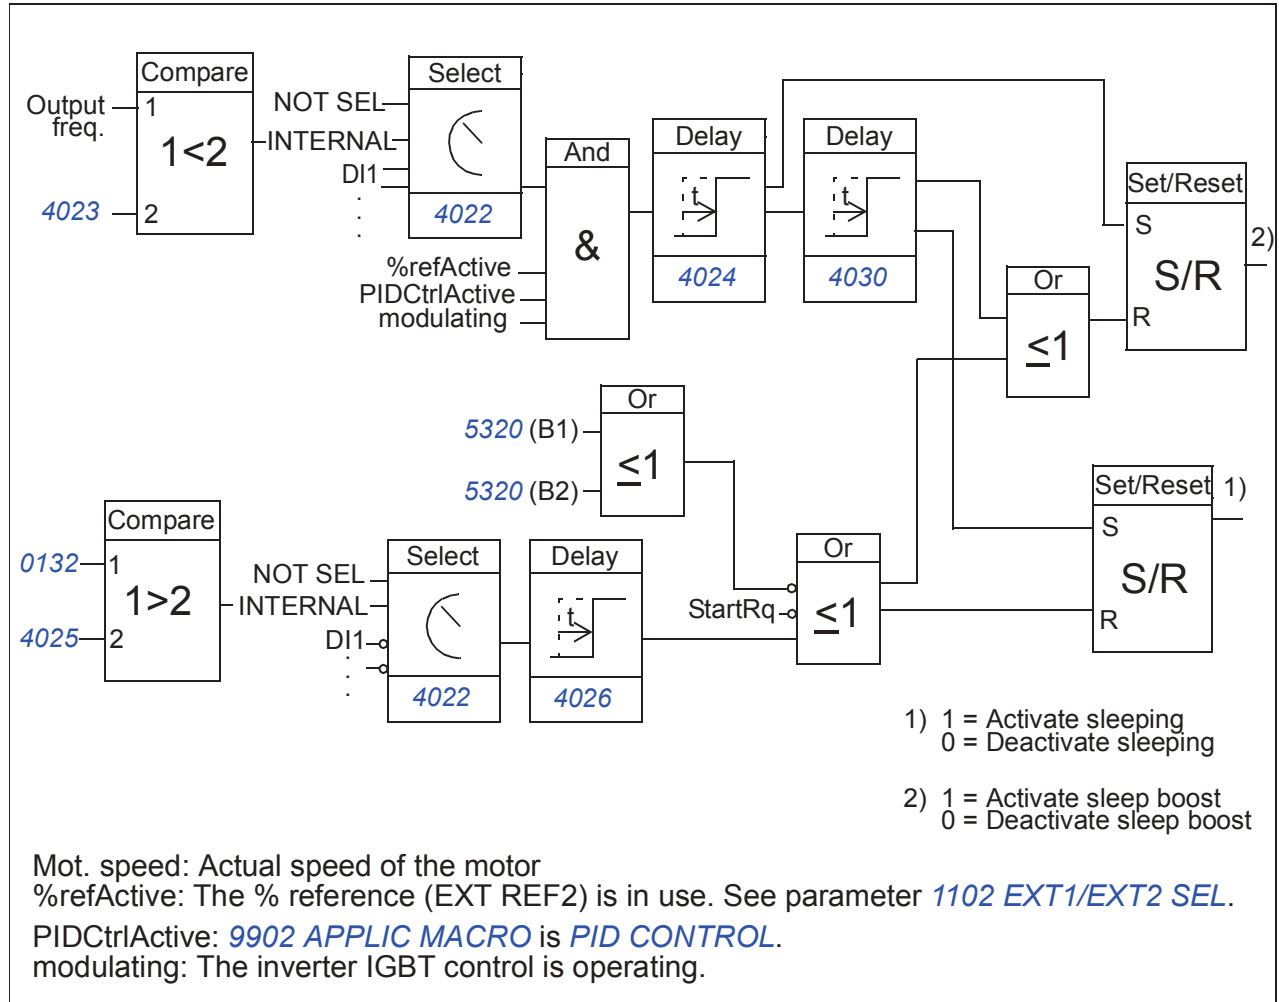 Compare
Output
freq.
1
1<2
4023
2
NOT SEL
INTERNAL
DI1
.
.
.
Select
4022
%refActive
PIDCtrlActive
modulating
And
&
Delay
t
4024
Delay
t
4030
Or
<1
Set/Reset
S
S/R
R
2)
5320 (B1)
5320 (B2)
Or
<1
Compare
0132
1
1>2
4025
2
NOT SEL
INTERNAL
DI1
.
.
.
Select
4022
Delay
t
4026
StartRq
Or
<1
Set/Reset
S
S/R
R
1)
1) 1 = Activate sleeping
0 = Deactivate sleeping
2) 1 = Activate sleep boost
0 = Deactivate sleep boost
Mot. speed: Actual speed of the motor
%refActive: The % reference (EXT REF2) is in use. See parameter 1102 EXT1/EXT2 SEL.
PIDCtrlActive: 9902 APPLIC MACRO is PID CONTROL.
modulating: The inverter IGBT control is operating.